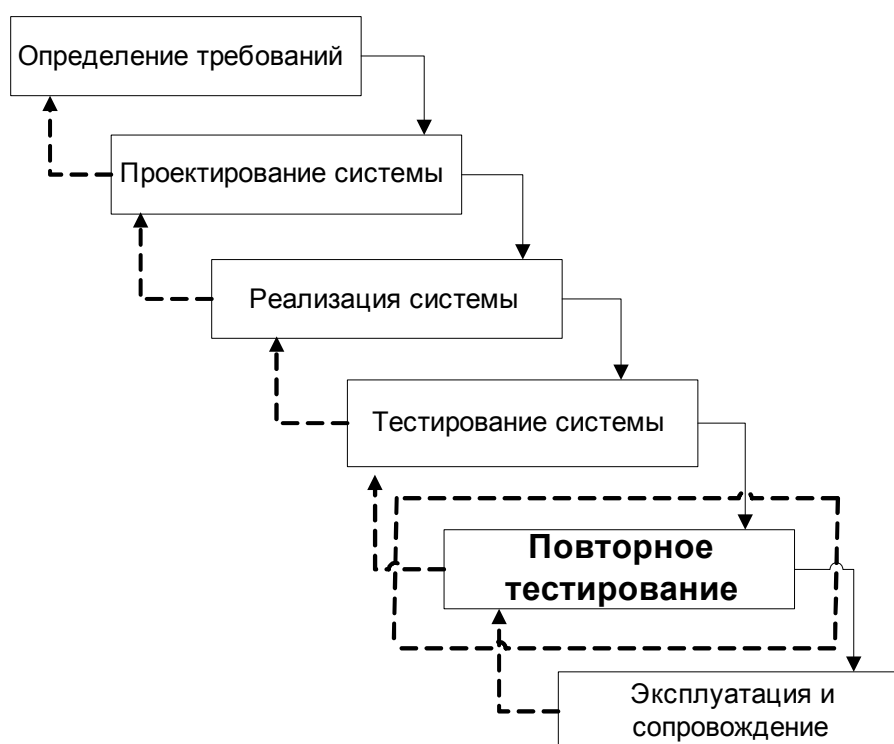 Определение требований
Проектирование системы
Реализация системы
Тестирование системы
Повторное
тестирование
Эксплуатация и
сопровождение